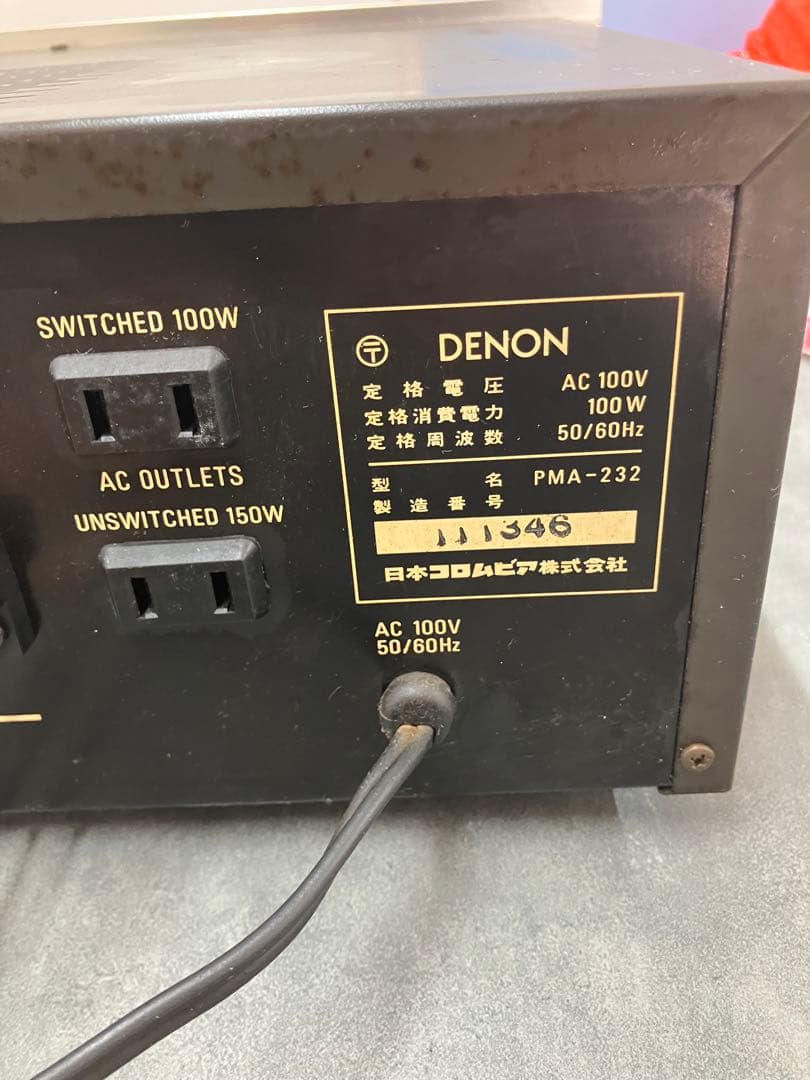 SWITCHED 100W
AC OUTLETS
UNSWITCHED 150W
〒 DENON
定格電圧 AC 100V
定格消費電力 100W
定格周波数 50/60Hz
型名 PMA-232
製造番号
111346
日本コロムビア株式会社
AC 100V
50/60Hz